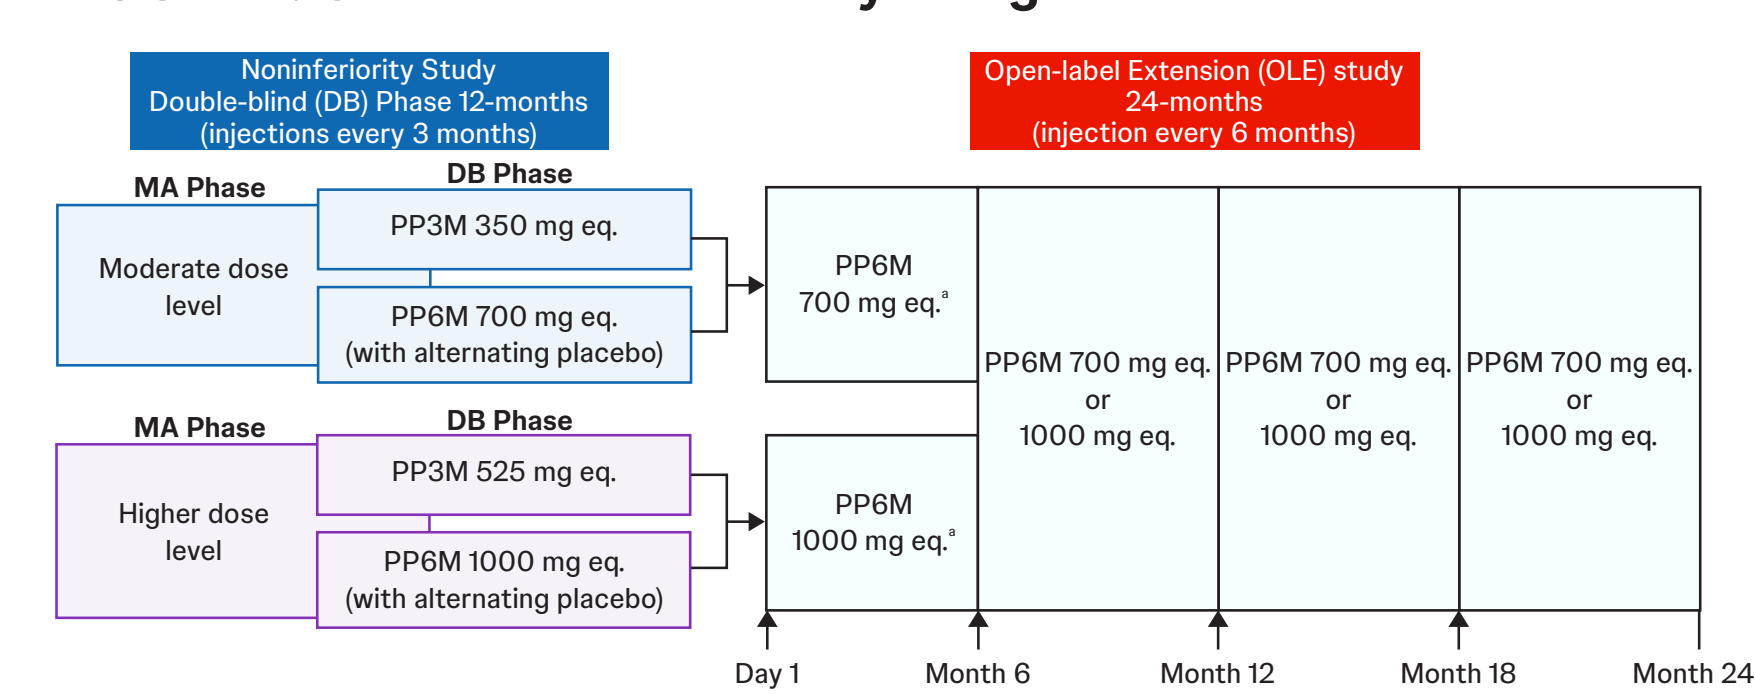 Noninferiority Study
Double-blind (DB) Phase 12-months
(injections every 3 months)
Open-label Extension (OLE) study
24-months
(injection every 6 months)
MA Phase
DB Phase
Moderate dose
level
PP3M 350 mg eq.
PP6M 700 mg eq.
(with alternating placebo)
MA Phase
DB Phase
Higher dose
level
PP3M 525 mg eq.
PP6M 1000 mg eq.
(with alternating placebo)
PP6M
700 mg eq.ª
PP6M
1000 mg eq.ª
PP6M 700 mg eq.
or
1000 mg eq.
PP6M 700 mg eq.
or
1000 mg eq.
PP6M 700 mg eq.
or
1000 mg eq.
Day 1
Month 6
Month 12
Month 18
Month 24